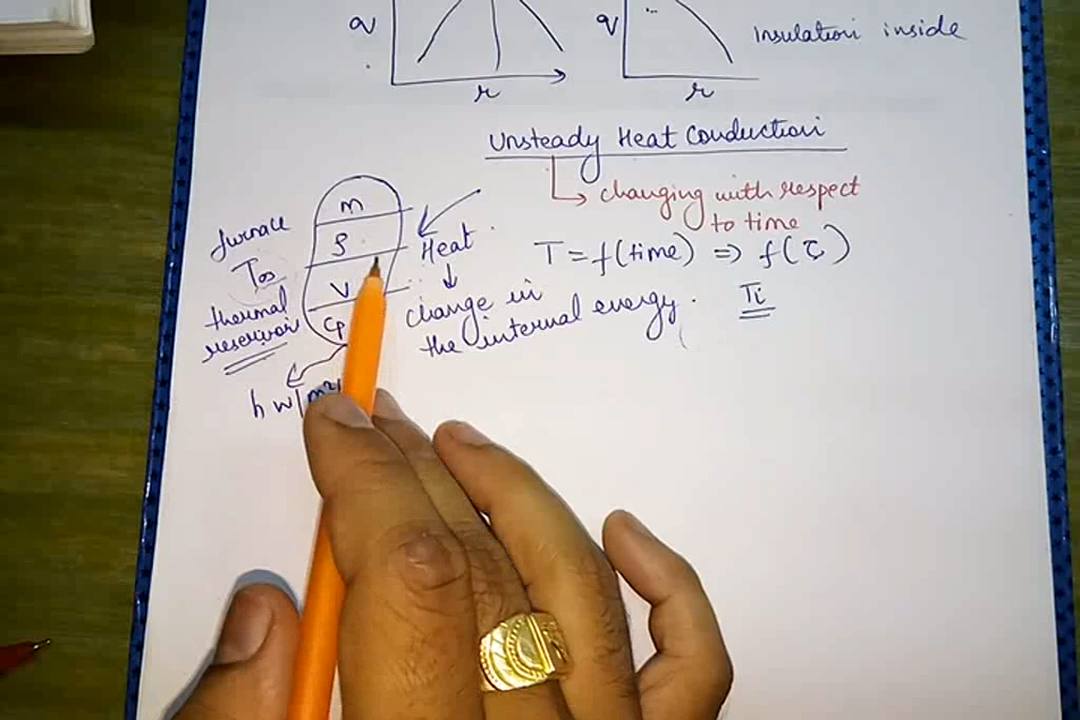 q
r
q
r
insulation inside
Unsteady Heat Conduction
changing with respect
to time
T = f(time) ⇒ f(τ)
Ti
furnace
T∞
thermal
reservoir
m
ρ
V
Cp
Heat
change in
the internal energy.
h w/m²